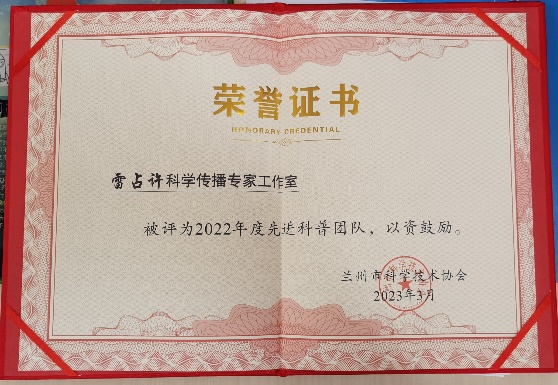 荣誉证书
HONORARY CREDENTIAL
雷占许科学传播专家工作室
被评为2022年度先进科普团队，以资鼓励。
兰州市科学技术协会
2023年3月